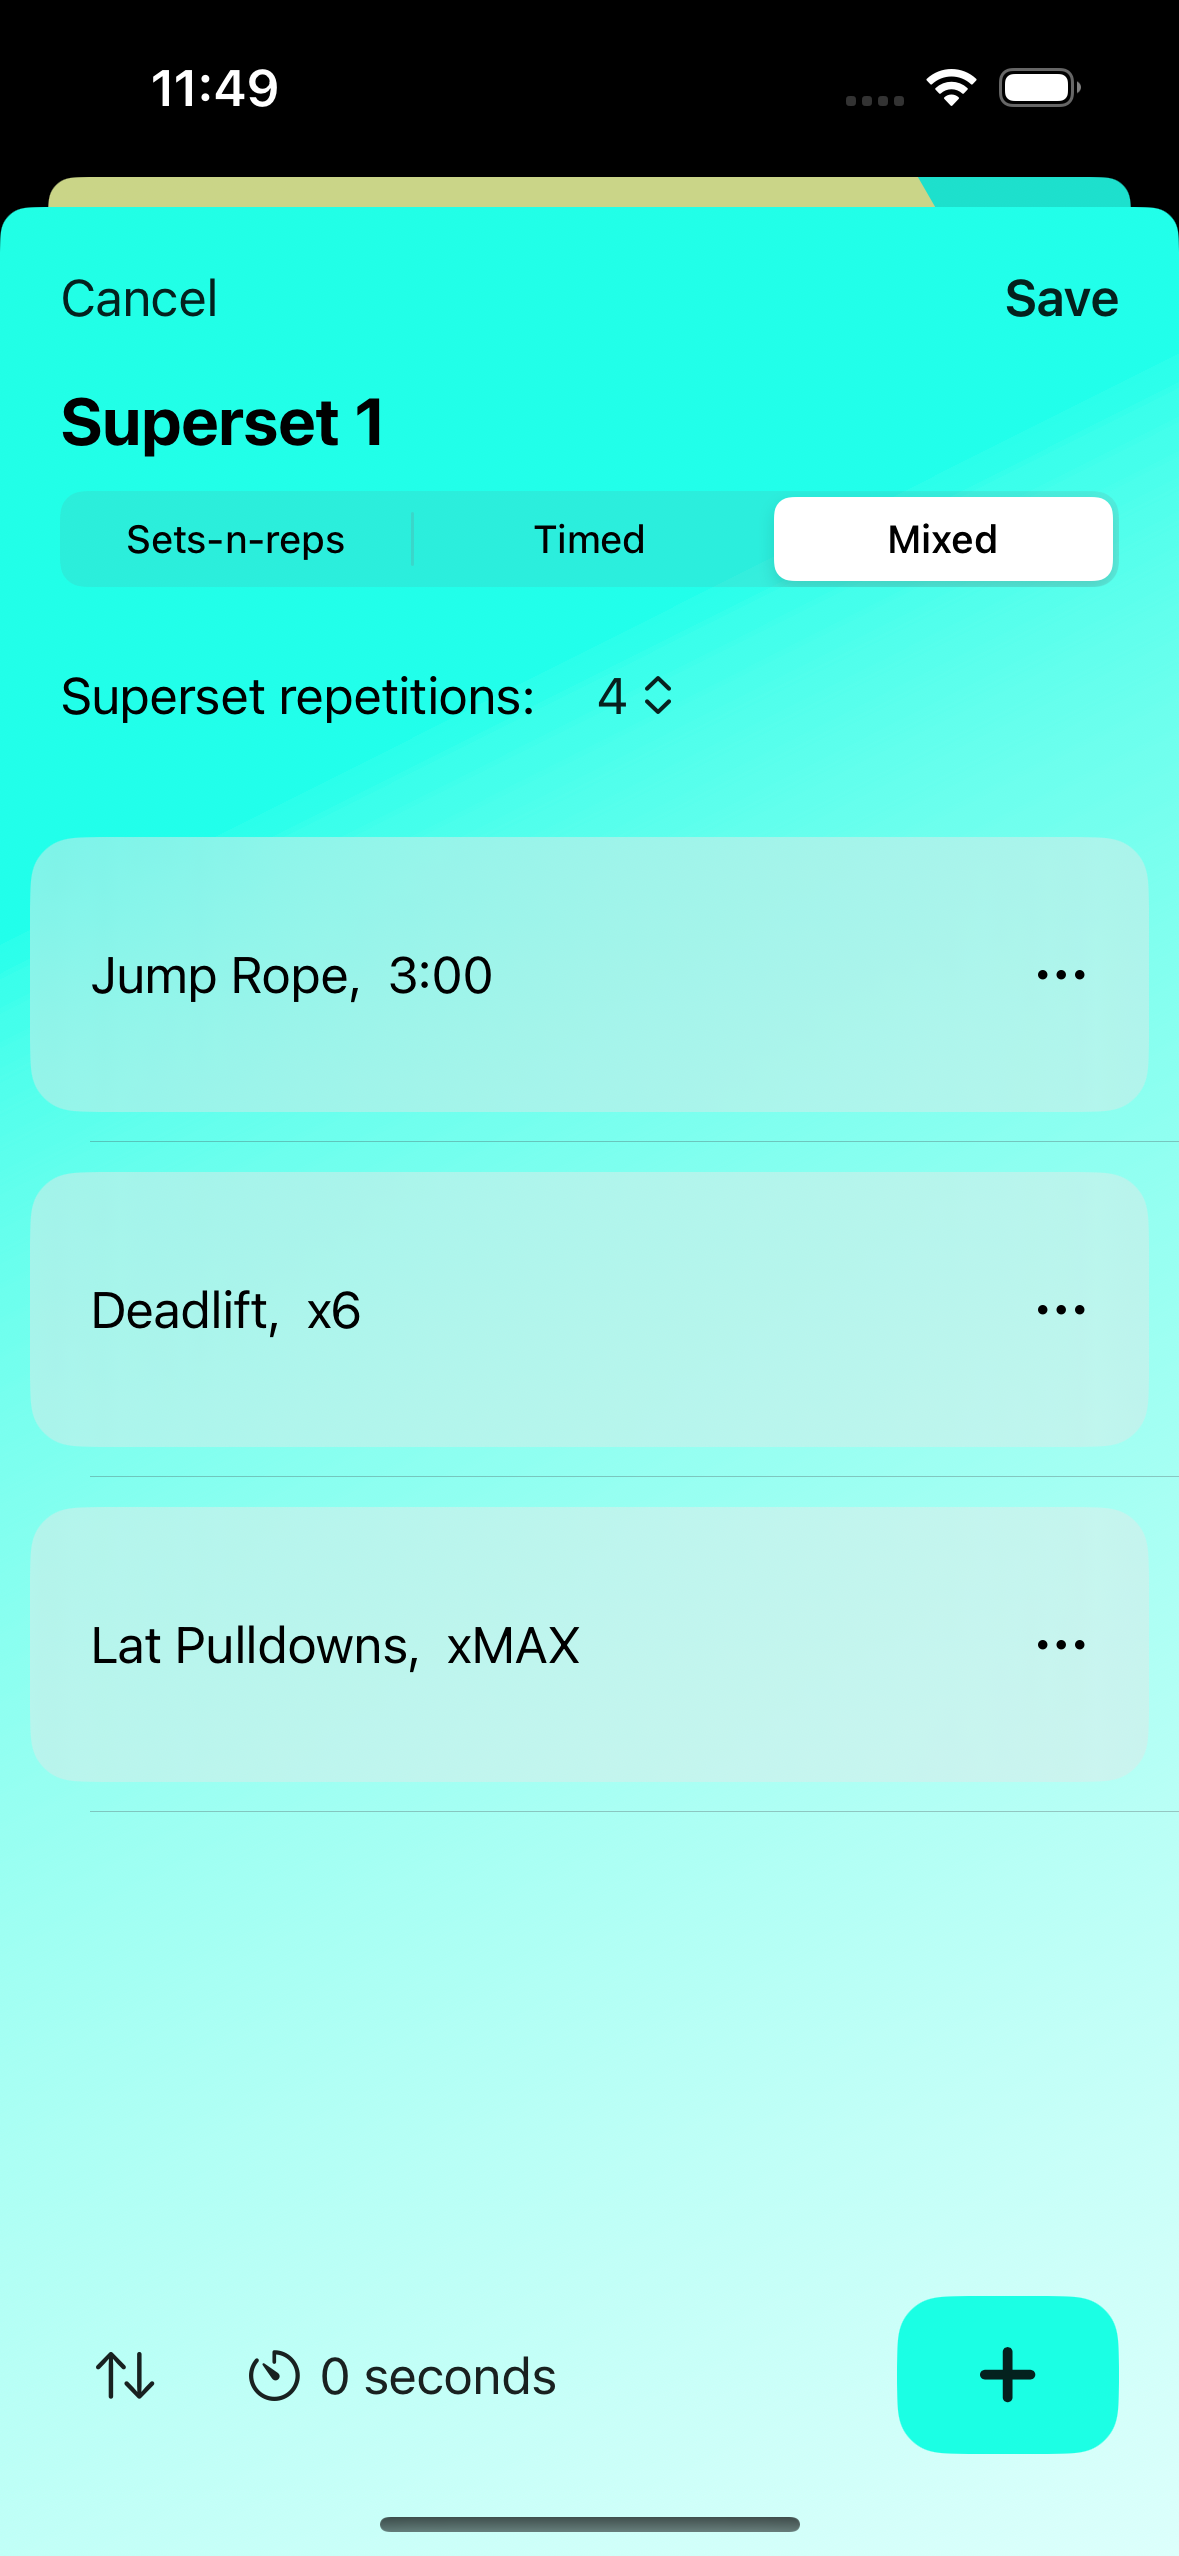 11:49
Cancel Save
Superset 1
Sets-n-reps Timed Mixed
Superset repetitions: 4
Jump Rope, 3:00
Deadlift, x6
Lat Pulldowns, xMAX
0 seconds